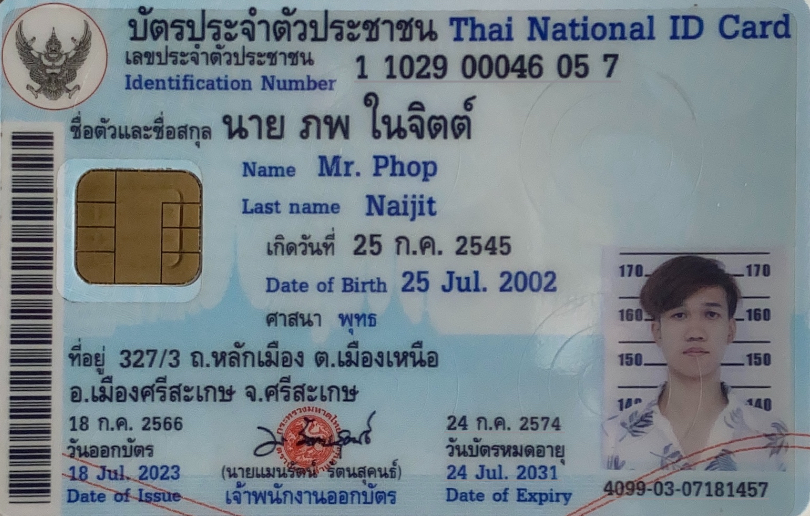 บัตรประจำตัวประชาชน Thai National ID Card
เลขประจำตัวประชาชน
Identification Number 1 1029 00046 05 7
ชื่อตัวและชื่อสกุล นาย ภพ ในจิตต์
Name Mr. Phop
Last name Naijit
เกิดวันที่ 25 ก.ค. 2545
Date of Birth 25 Jul. 2002
ศาสนา พุทธ
ที่อยู่ 327/3 ถ.หลักเมือง ต.เมืองเหนือ
อ.เมืองศรีสะเกษ จ.ศรีสะเกษ
18 ก.ค. 2566
วันออกบัตร
18 Jul. 2023
Date of Issue
(นายแมนรัตน์ รัตนสุคนธ์)
เจ้าพนักงานออกบัตร
24 ก.ค. 2574
วันบัตรหมดอายุ
24 Jul. 2031
Date of Expiry
170 170
160 160
150 150
140 140
4099-03-07181457